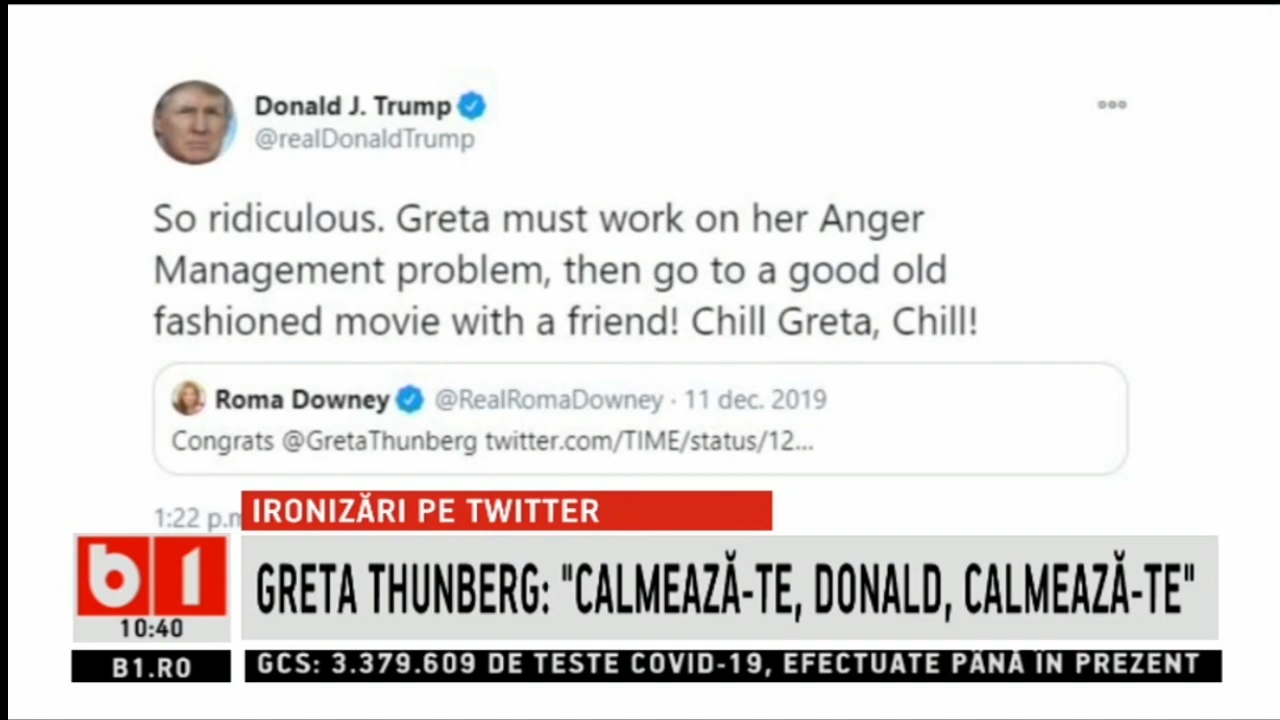 Donald J. Trump
@realDonaldTrump
So ridiculous. Greta must work on her Anger
Management problem, then go to a good old
fashioned movie with a friend! Chill Greta, Chill!
Roma Downey @RealRomaDowney · 11 dec. 2019
Congrats @GretaThunberg twitter.com/TIME/status/12...
1:22 p.m
IRONIZĂRI PE TWITTER
b1
GRETA THUNBERG: "CALMEAZĂ-TE, DONALD, CALMEAZĂ-TE"
10:40
B1.RO
GCS: 3.379.609 DE TESTE COVID-19, EFECTUATE PÂNĂ ÎN PREZENT